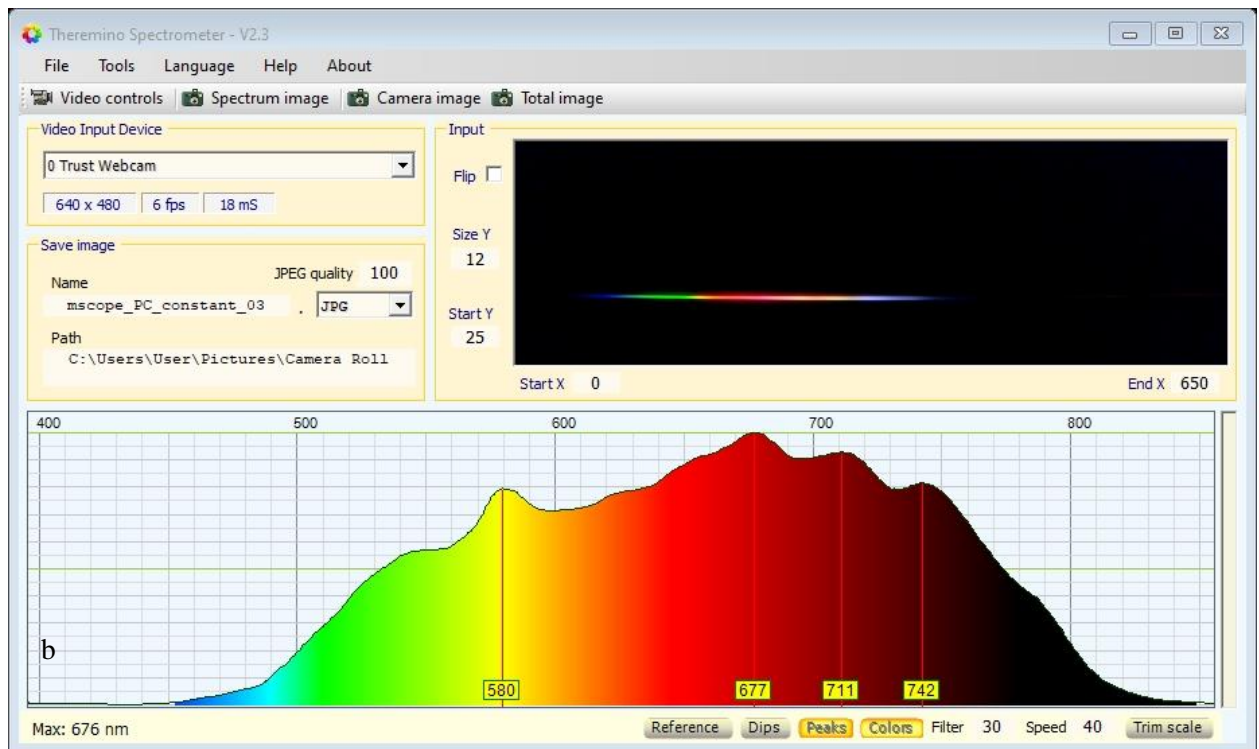 Theremino Spectrometer - V2.3
File Tools Language Help About
Video controls Spectrum image Camera image Total image
Video Input Device
0 Trust Webcam
640 x 480 6 fps 18 mS
Save image
JPEG quality 100
Name
mscope_PC_constant_03 . JPG
Path
C:\Users\User\Pictures\Camera Roll
Input
Flip
Size Y
12
Start Y
25
Start X 0 End X 650
400 500 600 700 800
b
580 677 711 742
Max: 676 nm Reference Dips Peaks Colors Filter 30 Speed 40 Trim scale